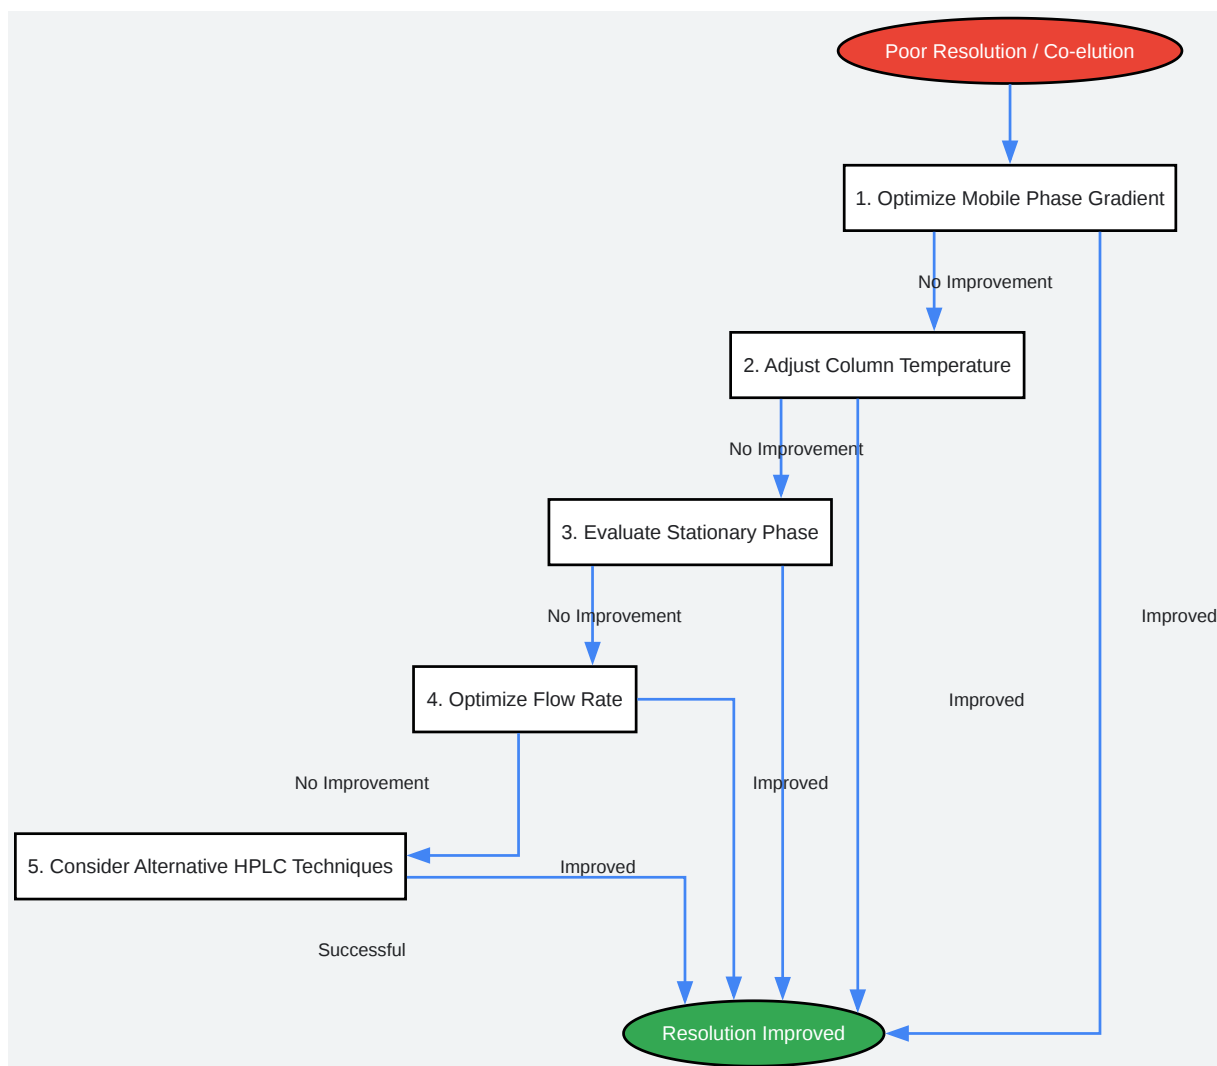 Poor Resolution / Co-elution
1. Optimize Mobile Phase Gradient
No Improvement
2. Adjust Column Temperature
No Improvement
3. Evaluate Stationary Phase
No Improvement
Improved
4. Optimize Flow Rate
Improved
No Improvement
Improved
5. Consider Alternative HPLC Techniques
Improved
Successful
Resolution Improved